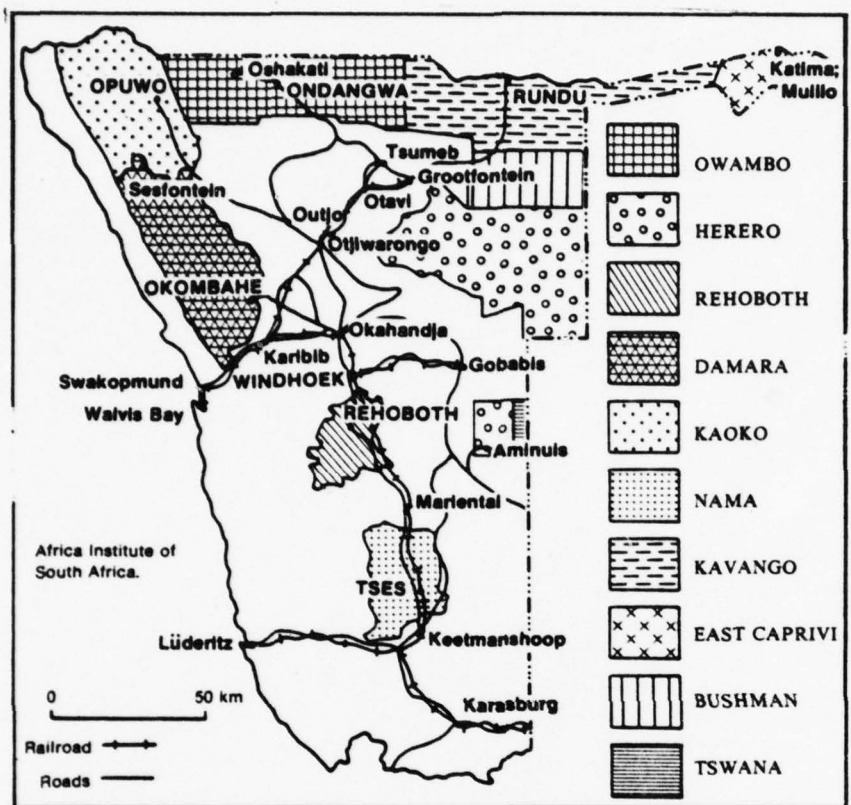 OPUWO
Oshakati
ONDANGWA
RUNDU
Katima;
Mulilo
Sesfontein
Tsumeb
Grootfontein
Otavi
Outjo
Otjiwarongo
OKOMBAHE
Okahandja
Karibib
WINDHOEK
Gobabis
Swakopmund
Walvis Bay
REHOBOTH
Aminuis
Mariental
Africa Institute of
South Africa.
TSES
Lüderitz
Keetmanshoop
Karasburg
0 50 km
Railroad
Roads
OWAMBO
HERERO
REHOBOTH
DAMARA
KAOKO
NAMA
KAVANGO
EAST CAPRIVI
BUSHMAN
TSWANA